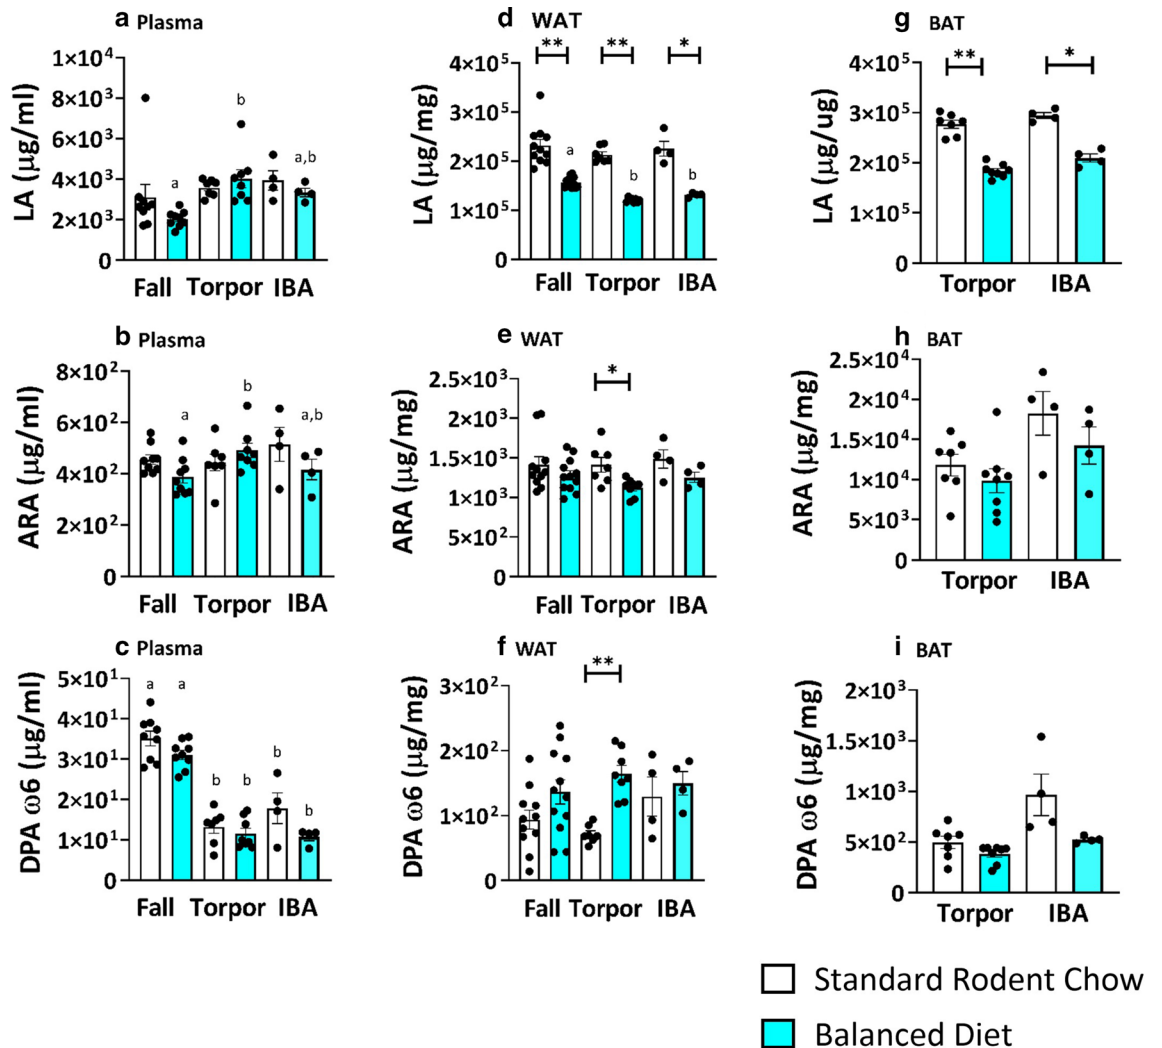 a Plasma
LA (μg/ml)
1×10⁴
8×10³
6×10³
4×10³
2×10³
0
a
b
a,b
Fall Torpor IBA
d WAT
LA (μg/mg)
4×10⁵
3×10⁵
2×10⁵
1×10⁵
0
** ** *
a
b
b
Fall Torpor IBA
g BAT
LA (μg/ug)
4×10⁵
3×10⁵
2×10⁵
1×10⁵
0
** *
Torpor IBA
b Plasma
ARA (μg/ml)
8×10²
6×10²
4×10²
2×10²
0
a
b
a,b
Fall Torpor IBA
e WAT
ARA (μg/mg)
2.5×10³
2.0×10³
1.5×10³
1.0×10³
5.0×10²
0
*
Fall Torpor IBA
h BAT
ARA (μg/mg)
2.5×10⁴
2.0×10⁴
1.5×10⁴
1.0×10⁴
5×10³
0
Torpor IBA
c Plasma
DPA ω6 (μg/ml)
5×10¹
4×10¹
3×10¹
2×10¹
1×10¹
0
a a
b b b b
Fall Torpor IBA
f WAT
DPA ω6 (μg/mg)
3×10²
2×10²
1×10²
0
**
Fall Torpor IBA
i BAT
DPA ω6 (μg/mg)
2×10³
1.5×10³
1×10³
5×10²
0
Torpor IBA
Standard Rodent Chow
Balanced Diet